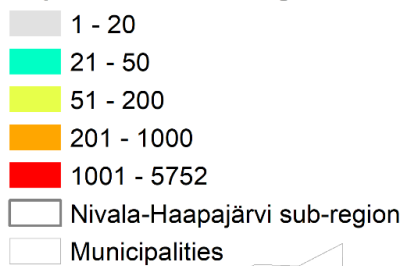 1 - 20
21 - 50
51 - 200
201 - 1000
1001 - 5752
Nivala-Haapajärvi sub-region
Municipalities